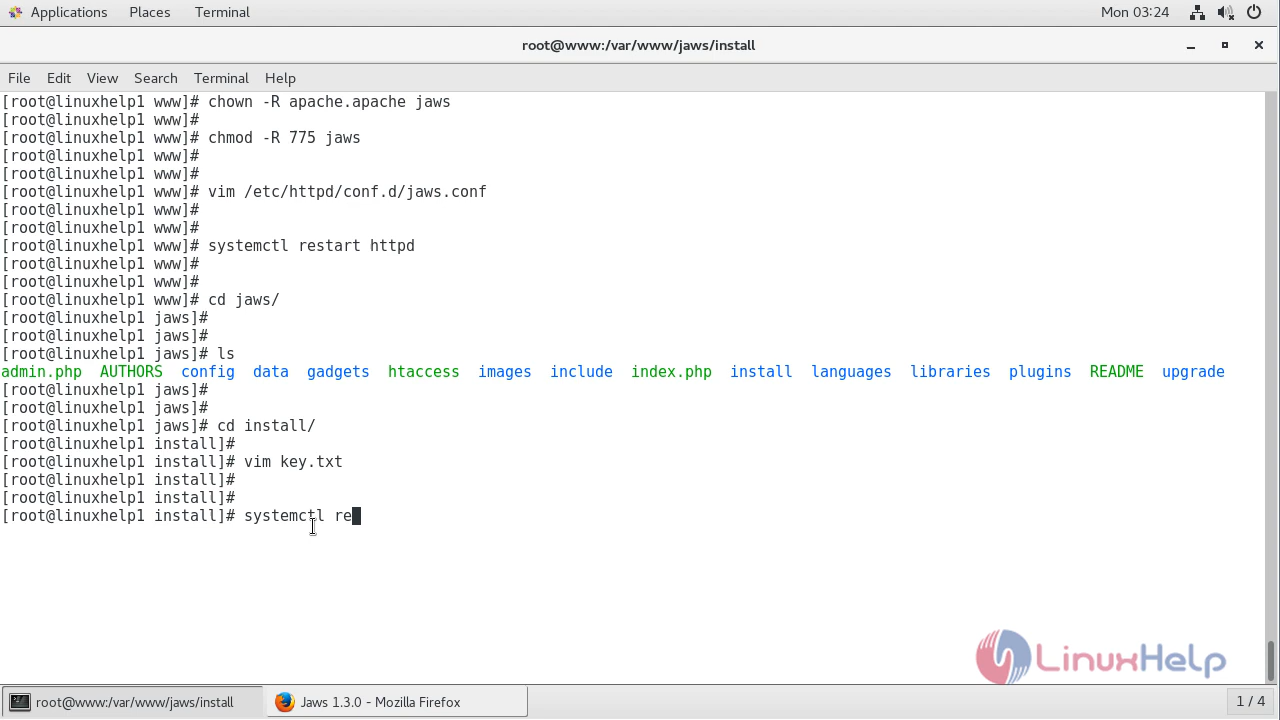 Applications Places Terminal Mon 03:24
root@www:/var/www/jaws/install
File Edit View Search Terminal Help
[root@linuxhelp1 www]# chown -R apache.apache jaws
[root@linuxhelp1 www]#
[root@linuxhelp1 www]# chmod -R 775 jaws
[root@linuxhelp1 www]#
[root@linuxhelp1 www]#
[root@linuxhelp1 www]# vim /etc/httpd/conf.d/jaws.conf
[root@linuxhelp1 www]#
[root@linuxhelp1 www]#
[root@linuxhelp1 www]# systemctl restart httpd
[root@linuxhelp1 www]#
[root@linuxhelp1 www]#
[root@linuxhelp1 www]# cd jaws/
[root@linuxhelp1 jaws]#
[root@linuxhelp1 jaws]#
[root@linuxhelp1 jaws]# ls
admin.php AUTHORS config data gadgets htaccess images include index.php install languages libraries plugins README upgrade
[root@linuxhelp1 jaws]#
[root@linuxhelp1 jaws]#
[root@linuxhelp1 jaws]# cd install/
[root@linuxhelp1 install]#
[root@linuxhelp1 install]# vim key.txt
[root@linuxhelp1 install]#
[root@linuxhelp1 install]#
[root@linuxhelp1 install]# systemctl re
LinuxHelp
root@www:/var/www/jaws/install Jaws 1.3.0 - Mozilla Firefox 1 / 4